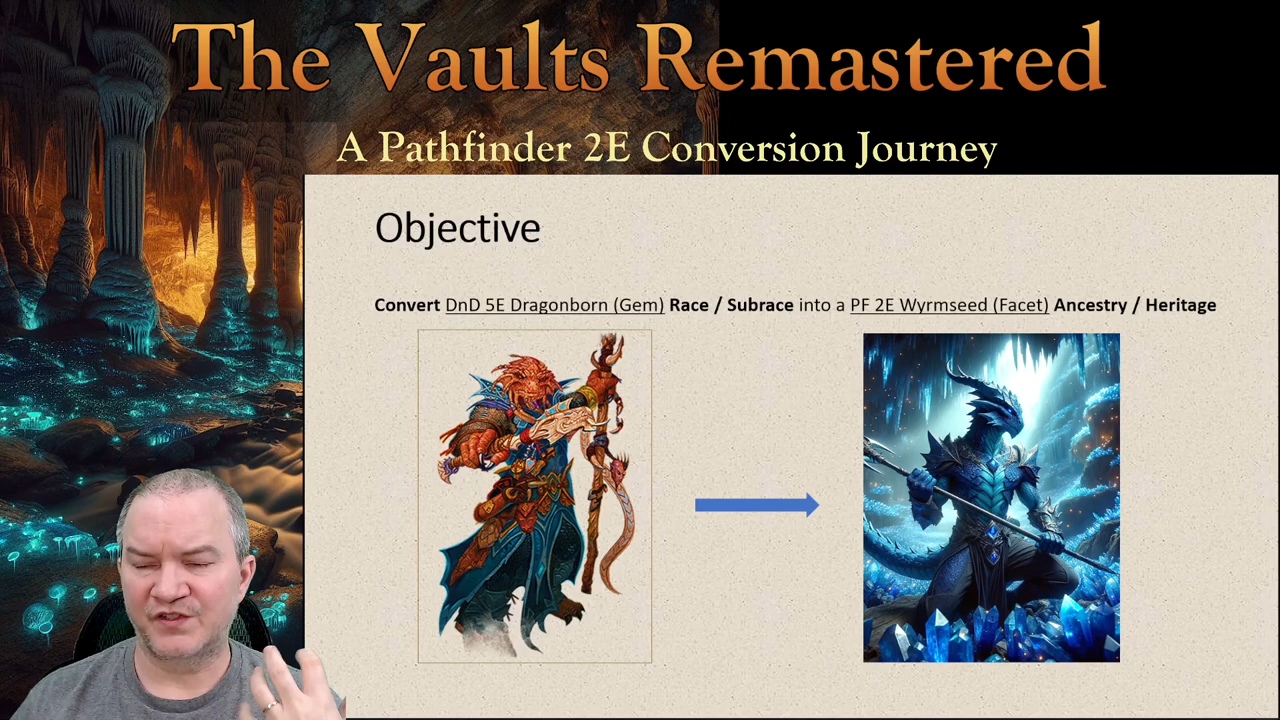 The Vaults Remastered
A Pathfinder 2E Conversion Journey
Objective
Convert DnD 5E Dragonborn (Gem) Race / Subrace into a PF 2E Wyrmseed (Facet) Ancestry / Heritage